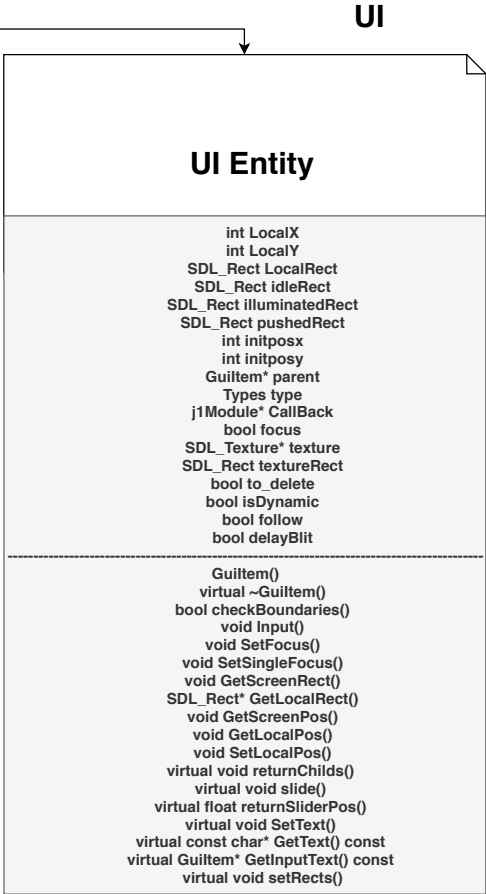 UI
UI Entity
int LocalX
int LocalY
SDL_Rect LocalRect
SDL_Rect idleRect
SDL_Rect illuminatedRect
SDL_Rect pushedRect
int initposx
int initposy
GuiItem* parent
Types type
j1Module* CallBack
bool focus
SDL_Texture* texture
SDL_Rect textureRect
bool to_delete
bool isDynamic
bool follow
bool delayBlit
GuiItem()
virtual ~GuiItem()
bool checkBoundaries()
void Input()
void SetFocus()
void SetSingleFocus()
void GetScreenRect()
SDL_Rect* GetLocalRect()
void GetScreenPos()
void GetLocalPos()
void SetLocalPos()
virtual void returnChilds()
virtual void slide()
virtual float returnSliderPos()
virtual void SetText()
virtual const char* GetText() const
virtual GuiItem* GetInputText() const
virtual void setRects()